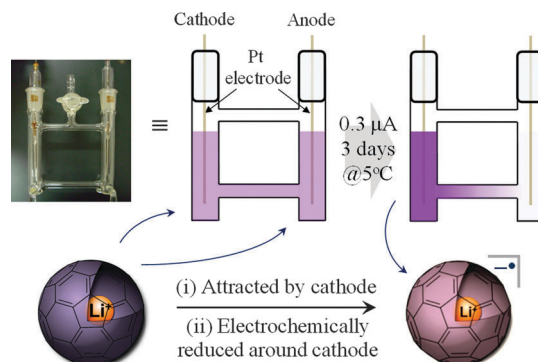 Cathode
Anode
Pt
electrode
≡
0.3 μA
3 days
@5°C
Li⁺
(i) Attracted by cathode
(ii) Electrochemically
reduced around cathode
Li⁺
−•